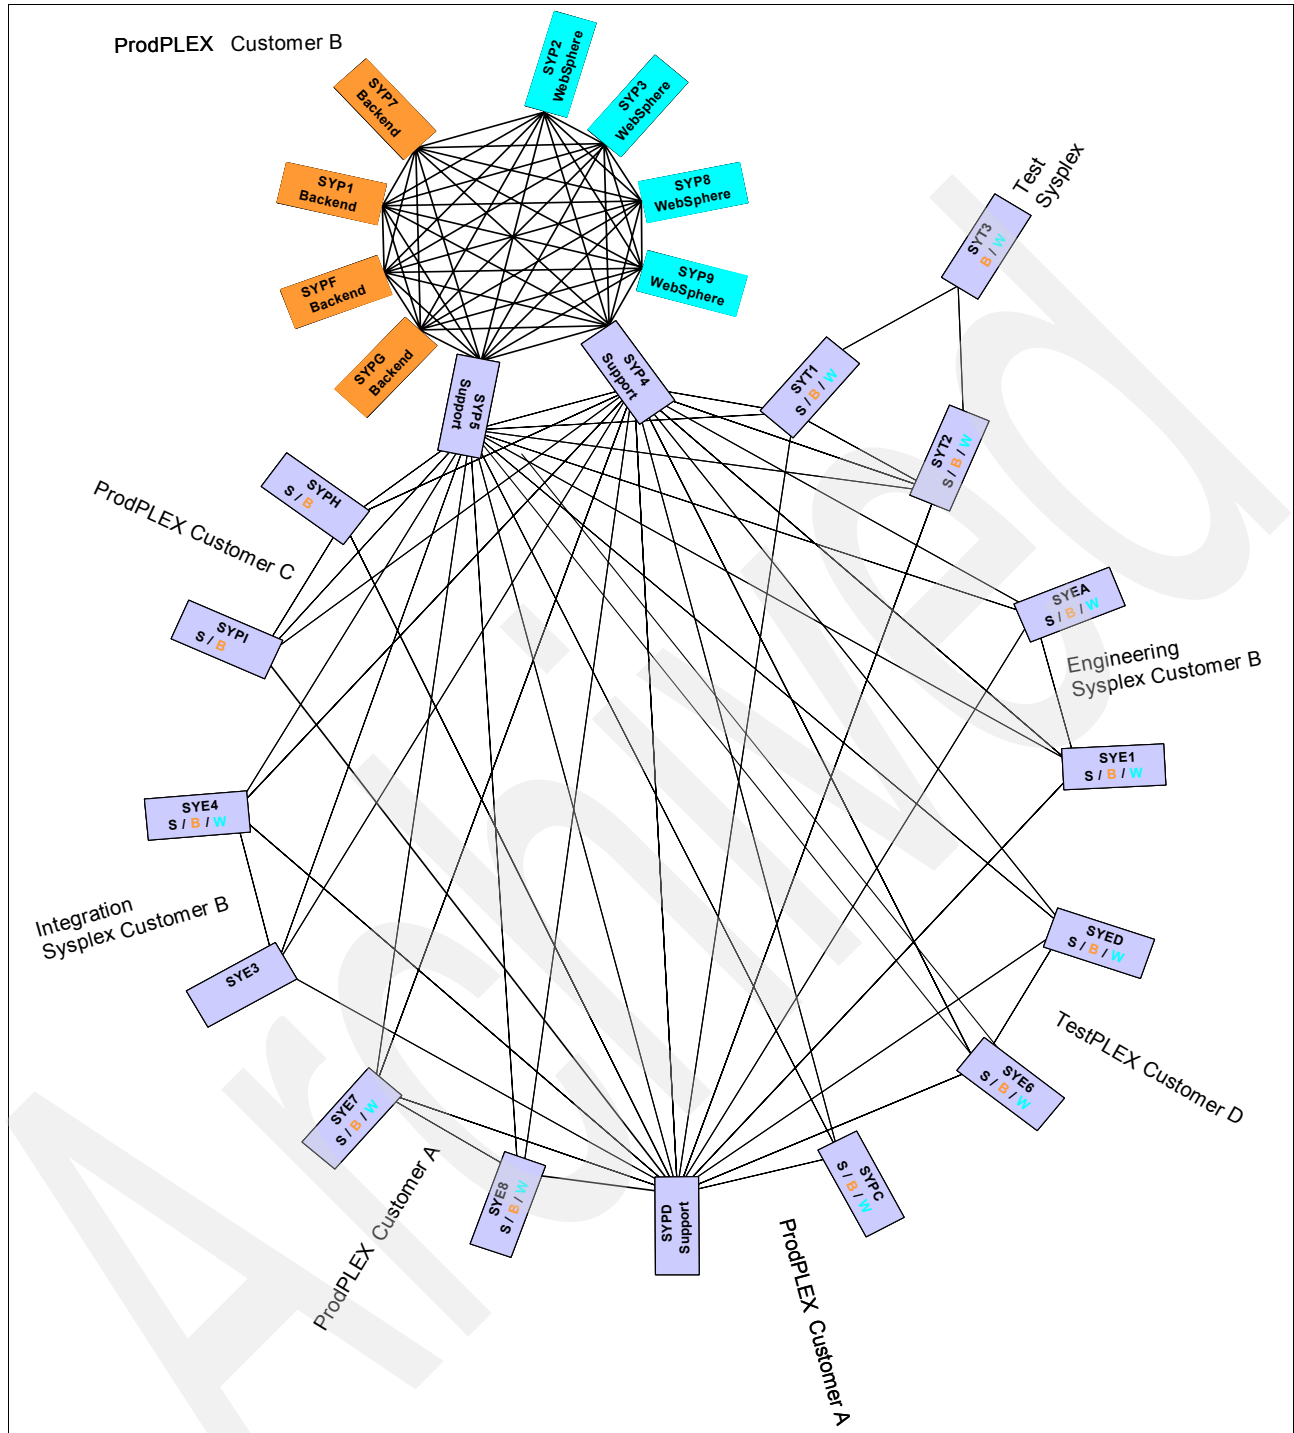 ProdPLEX Customer B
SYP2
WebSphere
SYP3
WebSphere
SYP7
Backend
SYP1
Backend
SYP8
WebSphere
SYPF
Backend
SYP9
WebSphere
SYPG
Backend
SYP5
Support
SYP4
Support
Test
Sysplex
SYT3
B / W
SYT1
S / B / W
SYT2
S / B / W
SYPH
S / B
ProdPLEX Customer C
SYPI
S / B
SYEA
S / B / W
Engineering
Sysplex Customer B
SYE1
S / B / W
SYE4
S / B / W
Integration
Sysplex Customer B
SYE3
SYED
S / B / W
TestPLEX Customer D
SYE6
S / B / W
SYE7
S / B / W
ProdPLEX Customer A
SYE8
S / B / W
SYPD
Support
SYPC
S / B / W
ProdPLEX Customer A
Archived